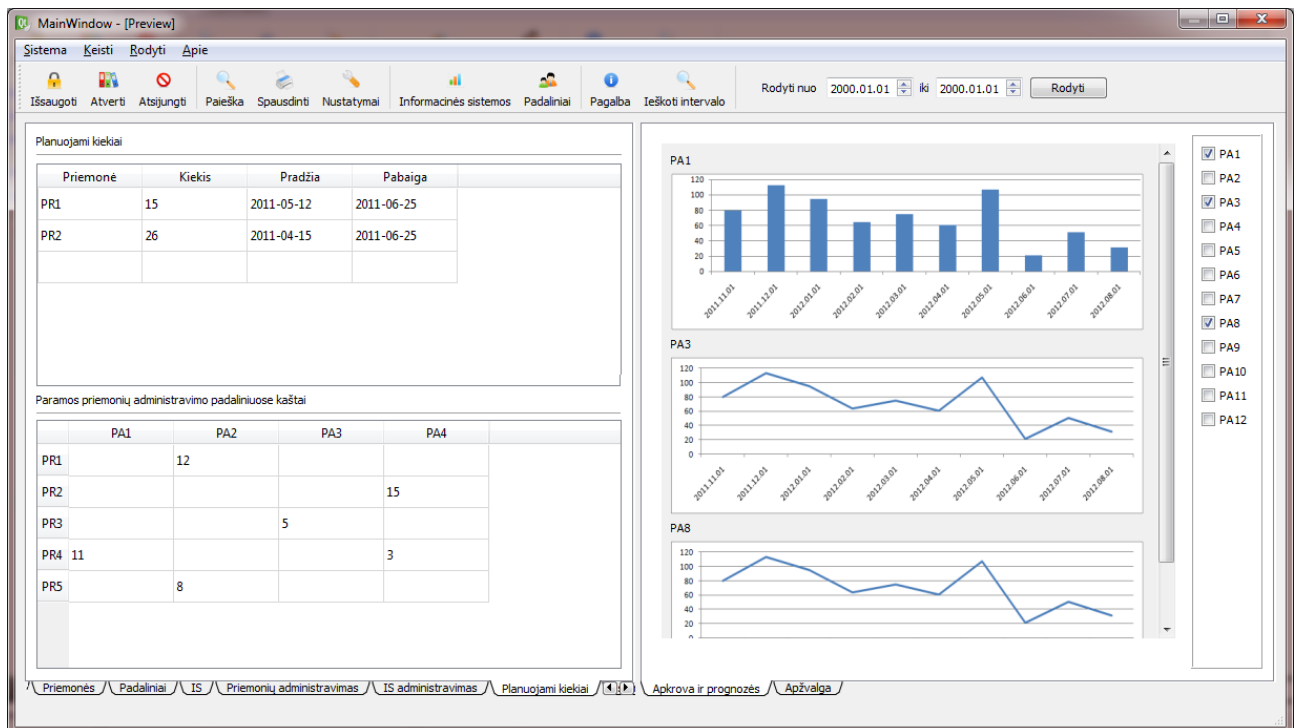 MainWindow - [Preview]
Sistema Keisti Rodyti Apie
Išsaugoti Atverti Atsijungti Paieška Spausdinti Nustatymai Informacinės sistemos Padaliniai Pagalba Ieškoti intervalo Rodyti nuo 2000.01.01 iki 2000.01.01 Rodyti
Planuojami kiekiai
Priemonė Kiekis Pradžia Pabaiga
PR1 15 2011-05-12 2011-06-25
PR2 26 2011-04-15 2011-06-25
Paramos priemonių administravimo padaliniuose kaštai
PA1 PA2 PA3 PA4
PR1 12
PR2 15
PR3 5
PR4 11 3
PR5 8
Priemonės Padaliniai IS Priemonių administravimas IS administravimas Planuojami kiekiai
PA1
120
100
80
60
40
20
0
2011.11.01 2011.12.01 2012.01.01 2012.02.01 2012.03.01 2012.04.01 2012.05.01 2012.06.01 2012.07.01 2012.08.01
PA3
120
100
80
60
40
20
0
2011.11.01 2011.12.01 2012.01.01 2012.02.01 2012.03.01 2012.04.01 2012.05.01 2012.06.01 2012.07.01 2012.08.01
PA8
120
100
80
60
40
20
PA1
PA2
PA3
PA4
PA5
PA6
PA7
PA8
PA9
PA10
PA11
PA12
Apkrova ir prognozės Apžvalga